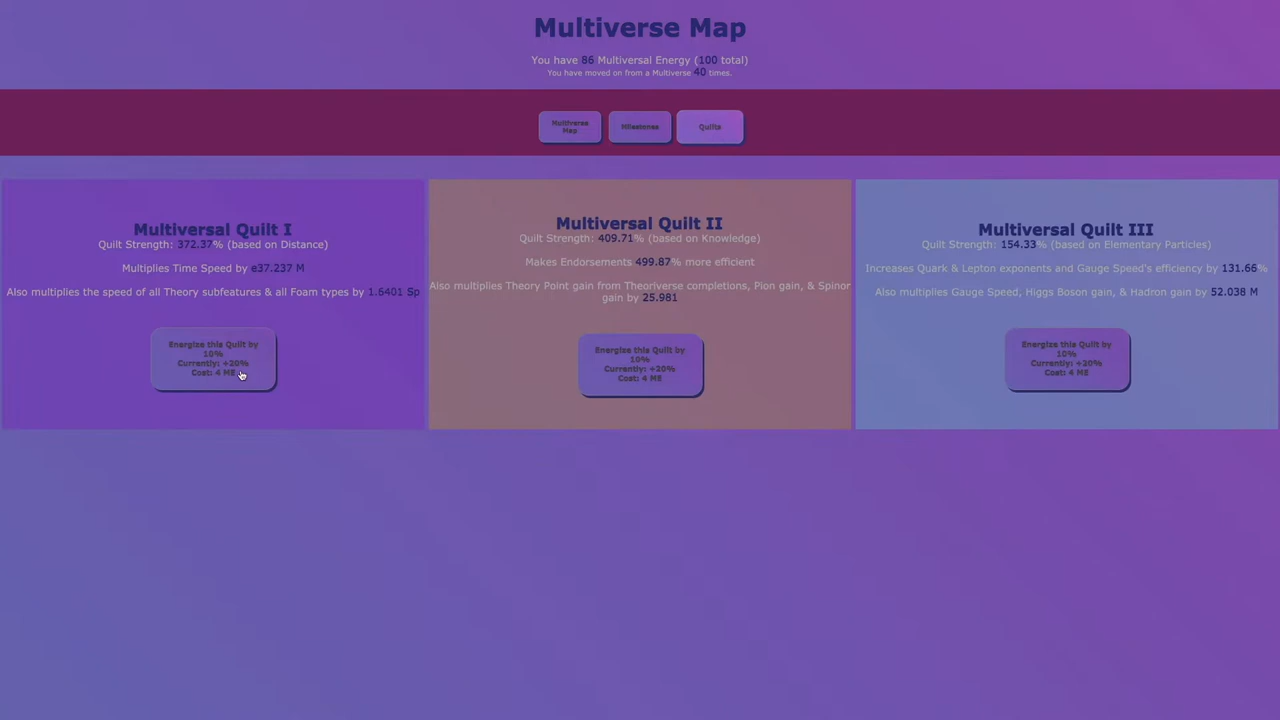 Multiverse Map
You have 86 Multiversal Energy (100 total)
You have moved on from a Multiverse 40 times.
Multiverse
Map
Milestones
Quilts
Multiversal Quilt I
Quilt Strength: 372.37% (based on Distance)
Multiplies Time Speed by e37.237 M
Also multiplies the speed of all Theory subfeatures & all Foam types by 1.6401 Sp
Energize this Quilt by
10%
Currently: +20%
Cost: 4 ME
Multiversal Quilt II
Quilt Strength: 409.71% (based on Knowledge)
Makes Endorsements 499.87% more efficient
Also multiplies Theory Point gain from Theoriverse completions, Pion gain, & Spinor
gain by 25.981
Energize this Quilt by
10%
Currently: +20%
Cost: 4 ME
Multiversal Quilt III
Quilt Strength: 154.33% (based on Elementary Particles)
Increases Quark & Lepton exponents and Gauge Speed's efficiency by 131.66%
Also multiplies Gauge Speed, Higgs Boson gain, & Hadron gain by 52.038 M
Energize this Quilt by
10%
Currently: +20%
Cost: 4 ME